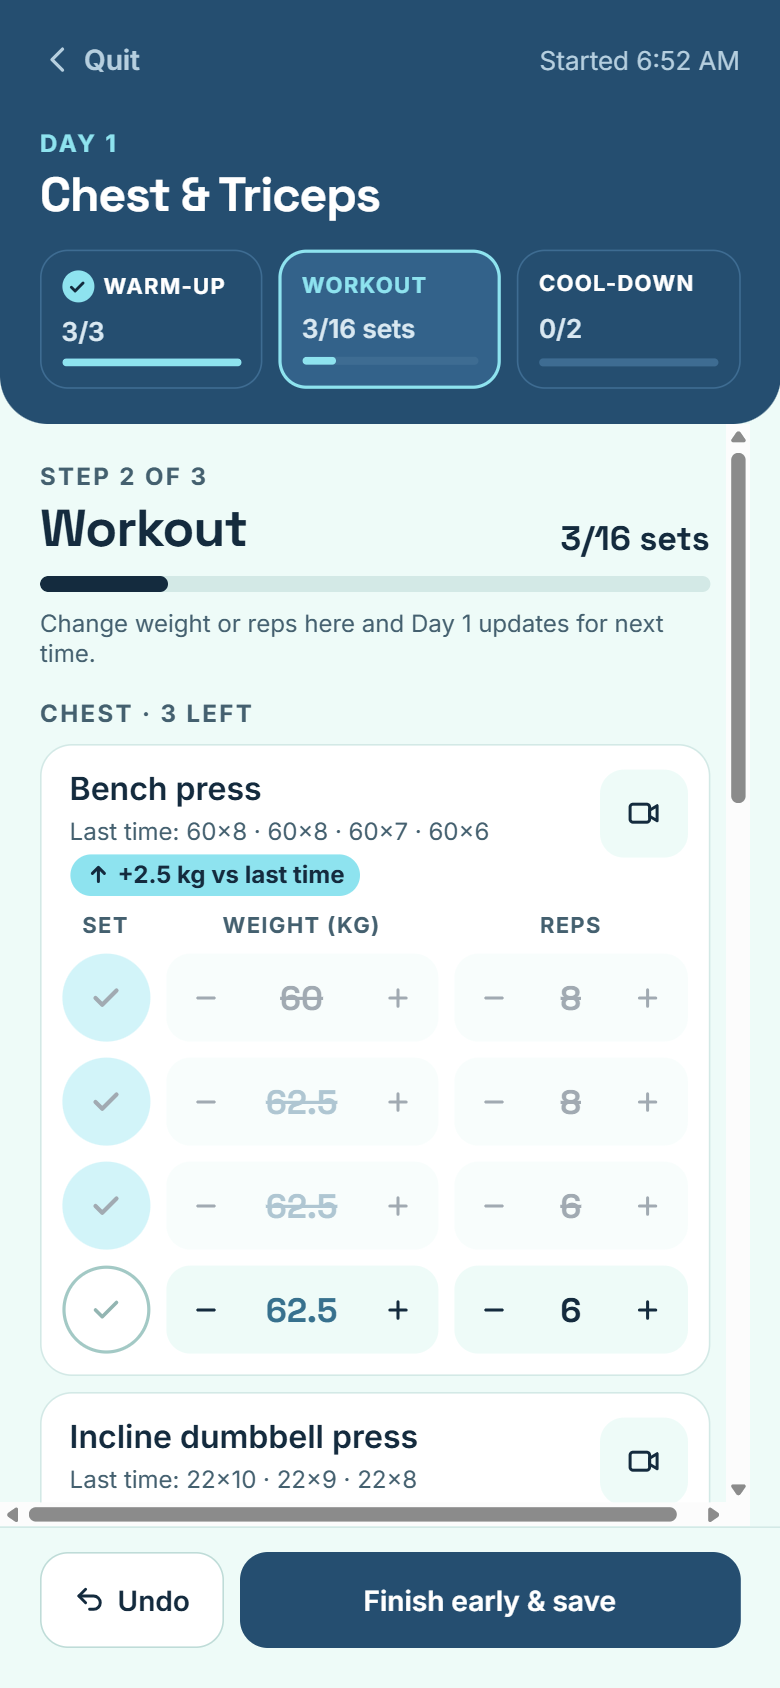 Quit
Started 6:52 AM
DAY 1
Chest & Triceps
WARM-UP
3/3
WORKOUT
3/16 sets
COOL-DOWN
0/2
STEP 2 OF 3
Workout
3/16 sets
Change weight or reps here and Day 1 updates for next
time.
CHEST · 3 LEFT
Bench press
Last time: 60×8 · 60×8 · 60×7 · 60×6
↑ +2.5 kg vs last time
SET WEIGHT (KG) REPS
− 60 + − 8 +
− 62.5 + − 8 +
− 62.5 + − 6 +
− 62.5 + − 6 +
Incline dumbbell press
Last time: 22×10 · 22×9 · 22×8
Undo
Finish early & save